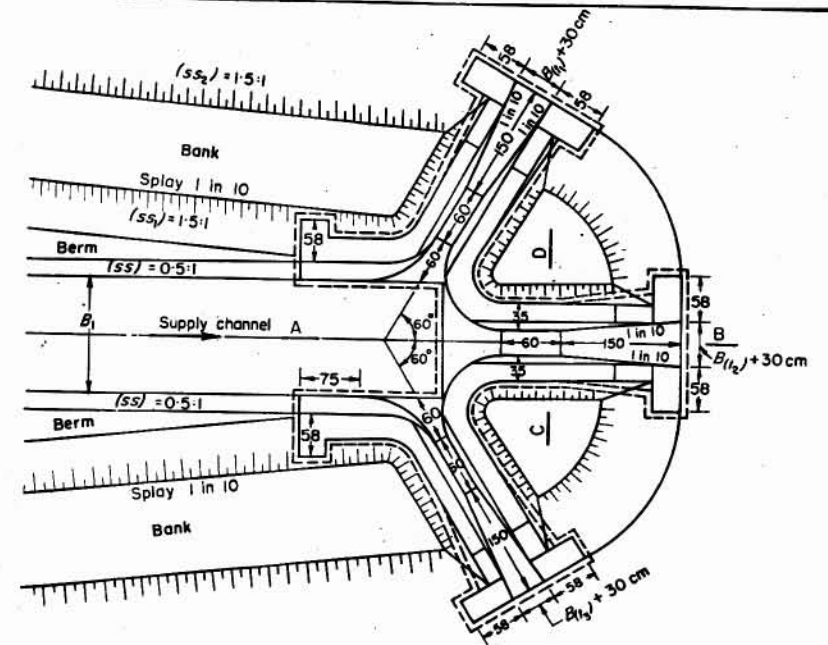 58
B(t₁) + 30 cm
58
(ss₂) = 1·5:1
1 in 10
150
1 in 10
Bank
Splay 1 in 10
60
(ss₁) = 1·5:1
58
D
Berm
60
(ss) = 0·5:1
58
35
B₁
Supply channel A
60°
1 in 10
B
60
150
60°
1 in 10
B(t₂) + 30 cm
75
35
58
(ss) = 0·5:1
60
Berm
58
C
60
Splay 1 in 10
Bank
150
58
58
B(t₃) + 30 cm